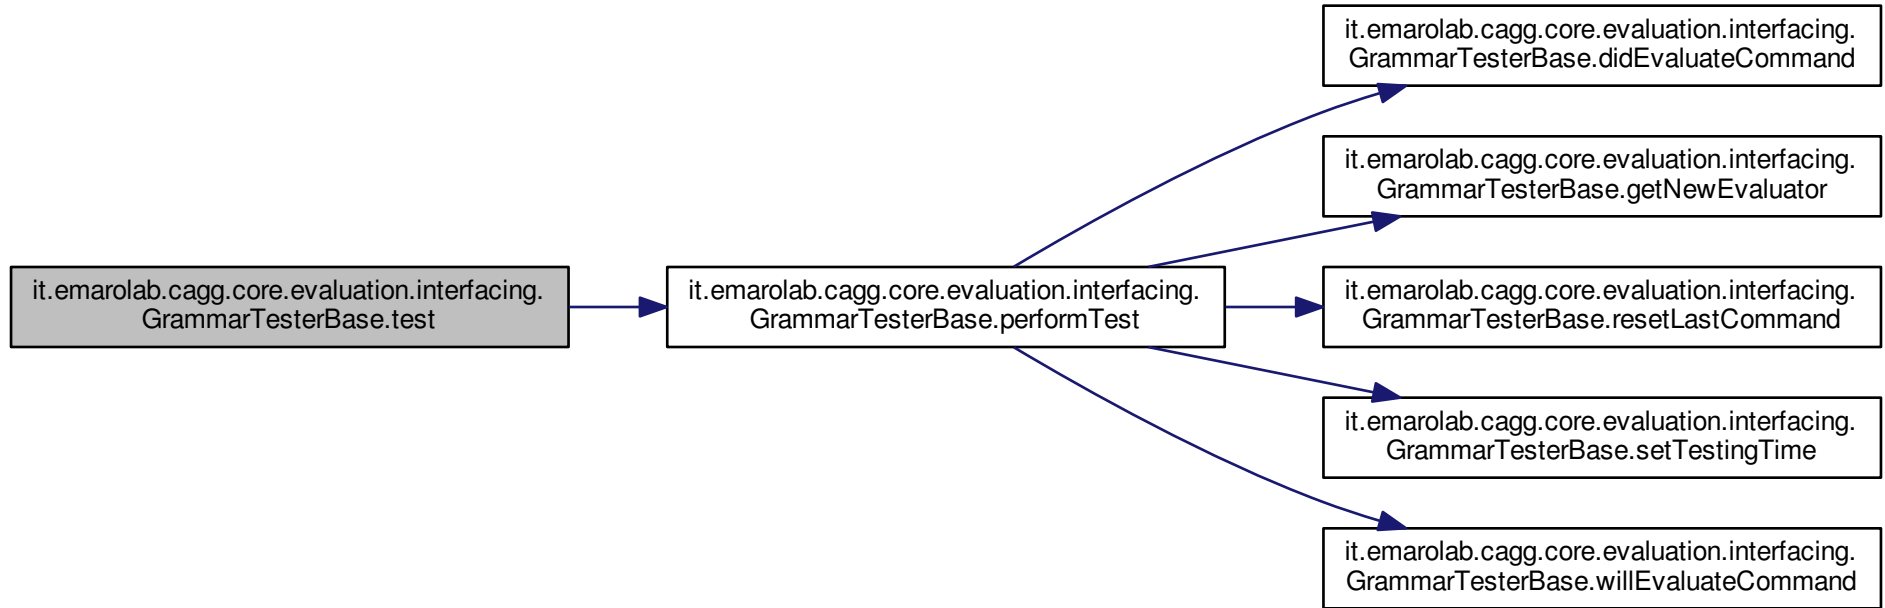 it.emarolab.cagg.core.evaluation.interfacing.
GrammarTesterBase.test
it.emarolab.cagg.core.evaluation.interfacing.
GrammarTesterBase.performTest
it.emarolab.cagg.core.evaluation.interfacing.
GrammarTesterBase.didEvaluateCommand
it.emarolab.cagg.core.evaluation.interfacing.
GrammarTesterBase.getNewEvaluator
it.emarolab.cagg.core.evaluation.interfacing.
GrammarTesterBase.resetLastCommand
it.emarolab.cagg.core.evaluation.interfacing.
GrammarTesterBase.setTestingTime
it.emarolab.cagg.core.evaluation.interfacing.
GrammarTesterBase.willEvaluateCommand